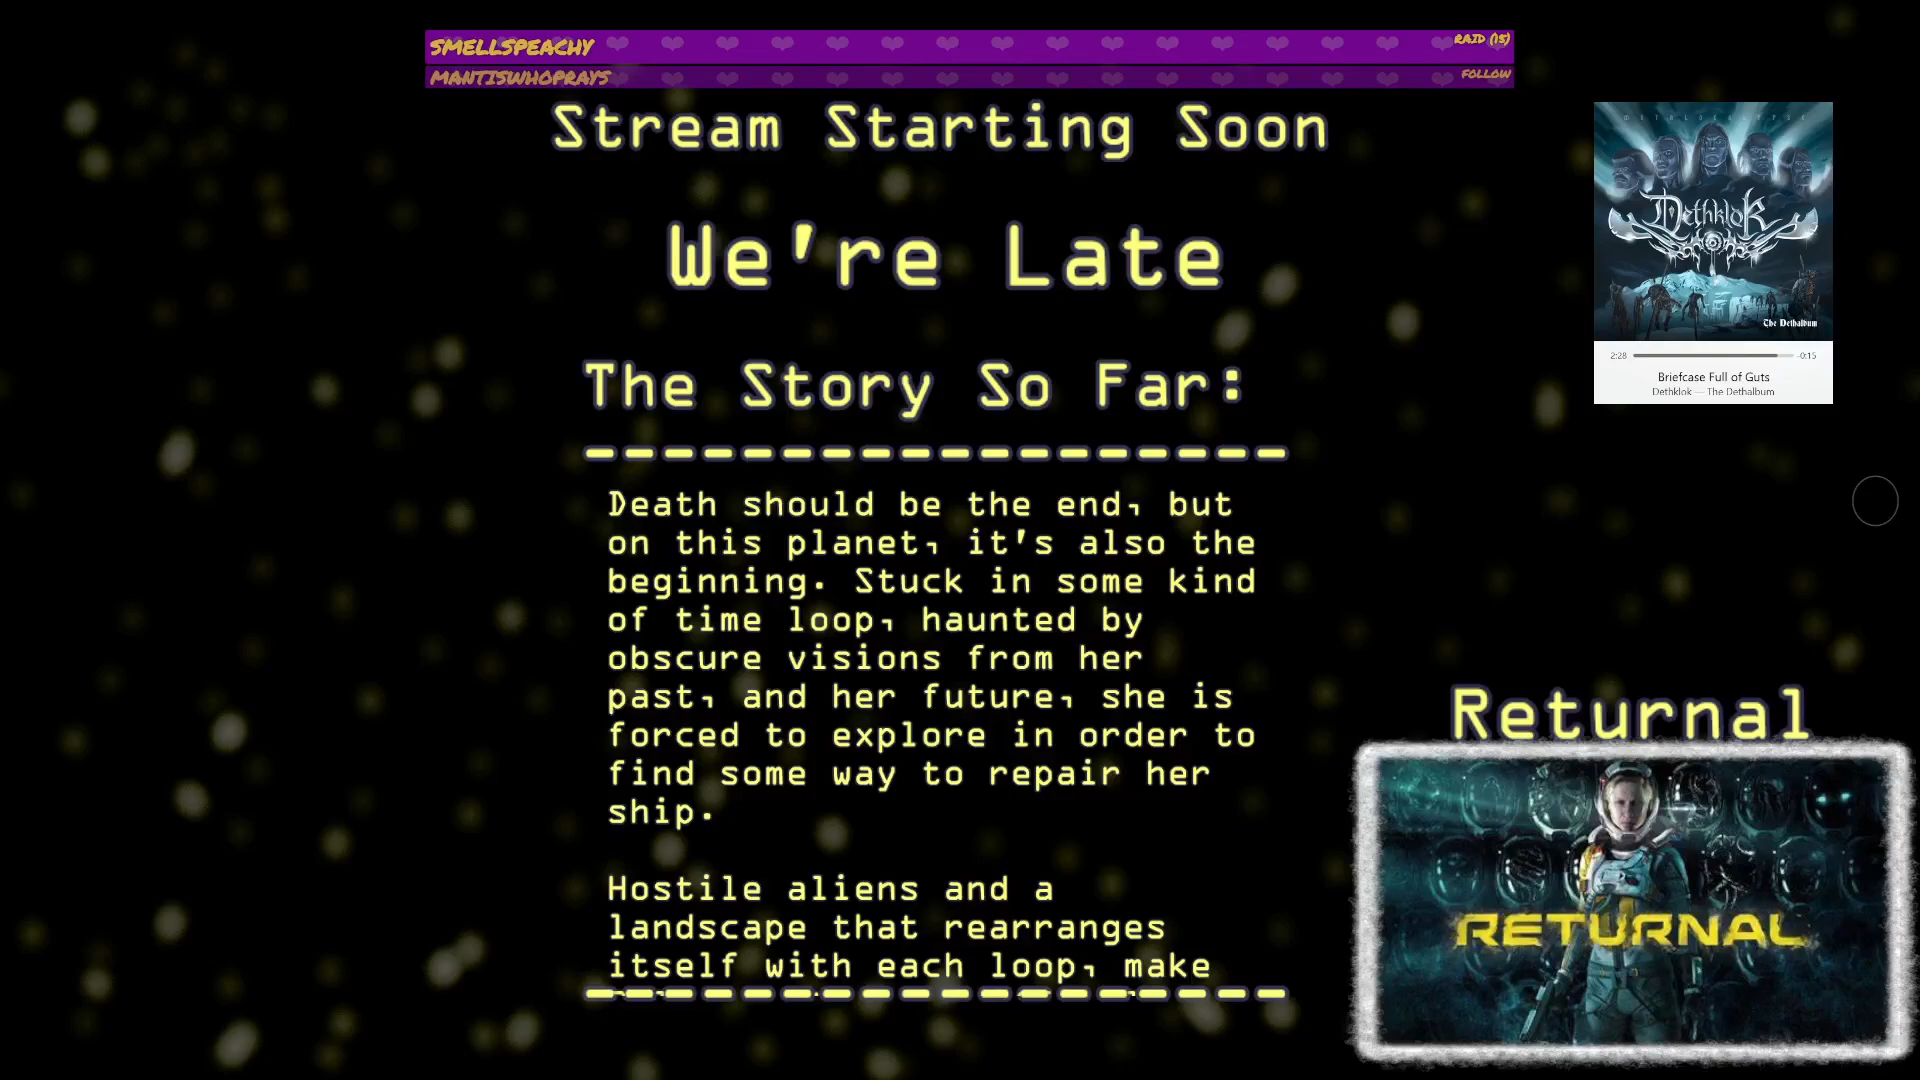 SMELLSPEACHY
RAID (15)
MANTISWHOPRAYS
FOLLOW
Stream Starting Soon
We're Late
The Story So Far:
------------------
Death should be the end, but
on this planet, it's also the
beginning. Stuck in some kind
of time loop, haunted by
obscure visions from her
past, and her future, she is
forced to explore in order to
find some way to repair her
ship.
Hostile aliens and a
landscape that rearranges
itself with each loop, make
------------------
METALOCALYPSE
Dethklok
The Dethalbum
2:28
-0:15
Briefcase Full of Guts
Dethklok — The Dethalbum
Returnal
RETURNAL